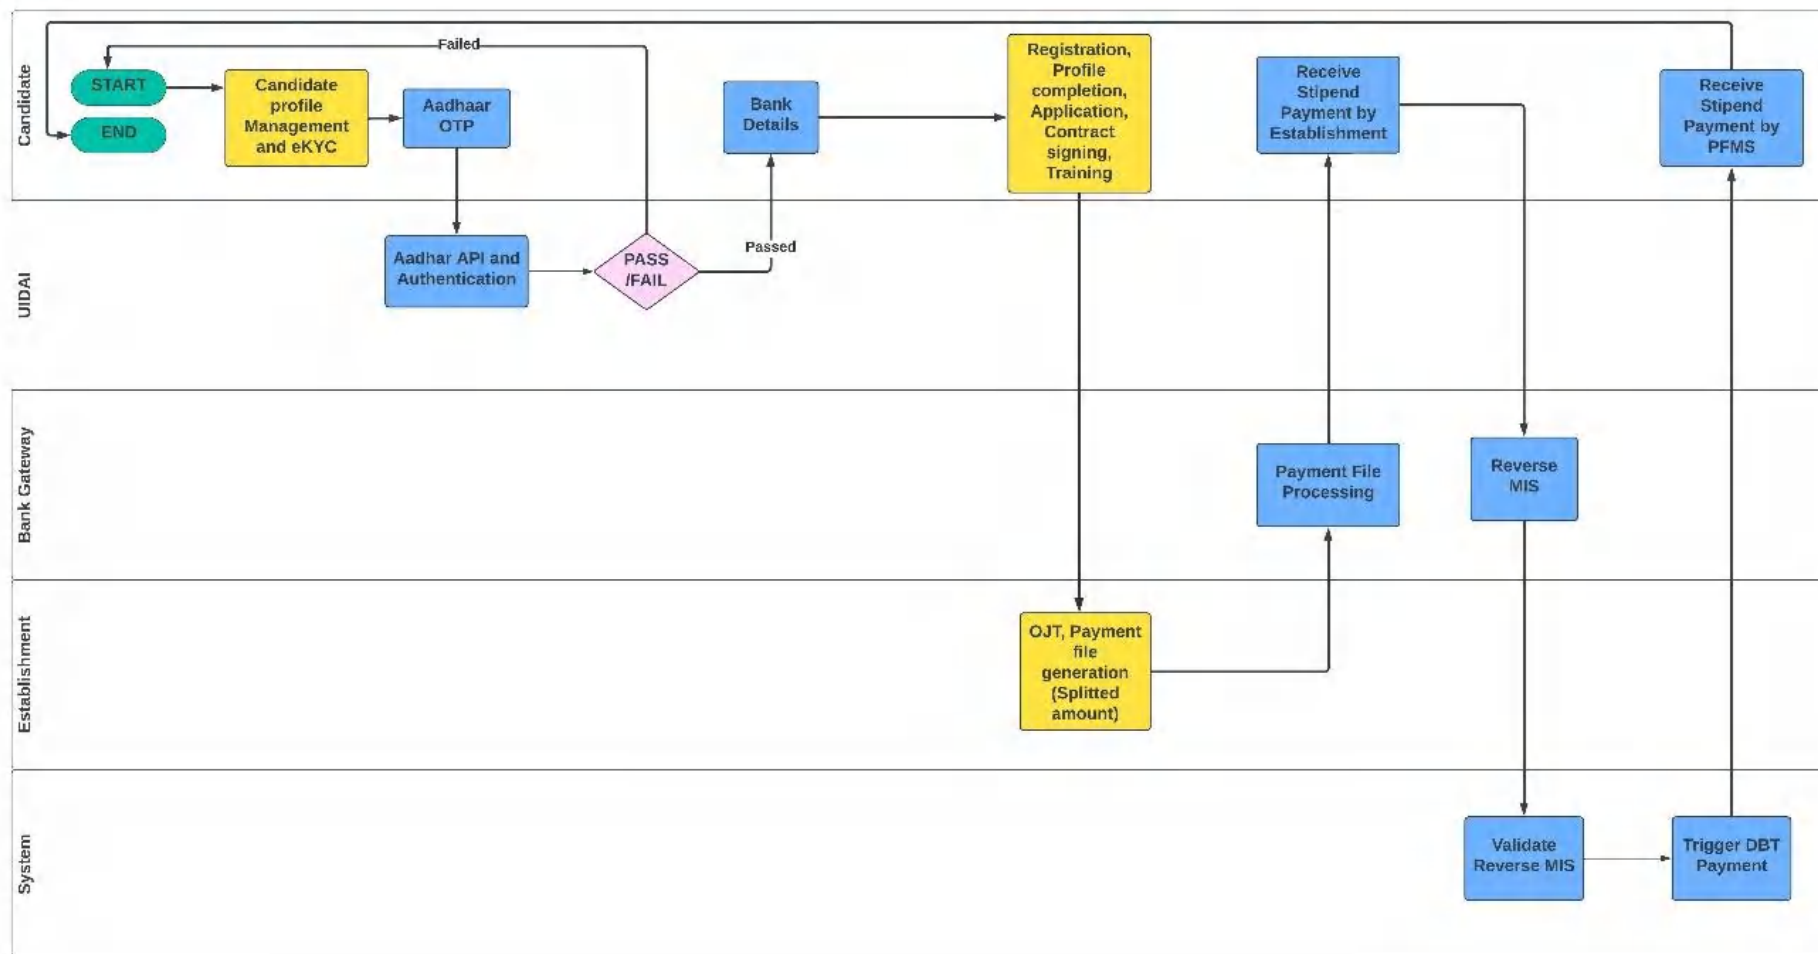 Candidate
START
END
Failed
Candidate
profile
Management
and eKYC
Aadhaar
OTP
Bank
Details
Registration,
Profile
completion,
Application,
Contract
signing,
Training
Receive
Stipend
Payment by
Establishment
Receive
Stipend
Payment by
PFMS
UIDAI
Aadhar API and
Authentication
PASS
/FAIL
Passed
Bank Gateway
Payment File
Processing
Reverse
MIS
Establishment
OJT, Payment
file
generation
(Splitted
amount)
System
Validate
Reverse MIS
Trigger DBT
Payment